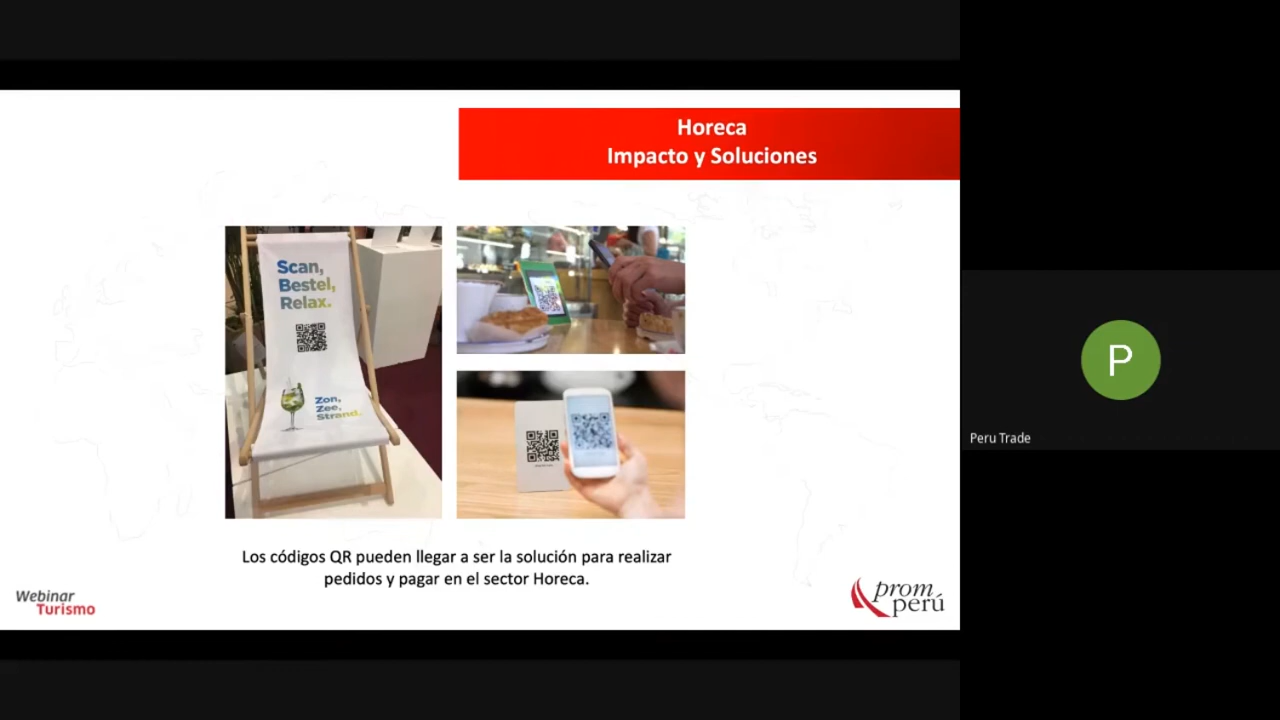 Horeca
Impacto y Soluciones
Scan,
Bestel,
Relax.
Zon,
Zee,
Strand.
Los códigos QR pueden llegar a ser la solución para realizar
pedidos y pagar en el sector Horeca.
Webinar
Turismo
prom
perú
P
Peru Trade